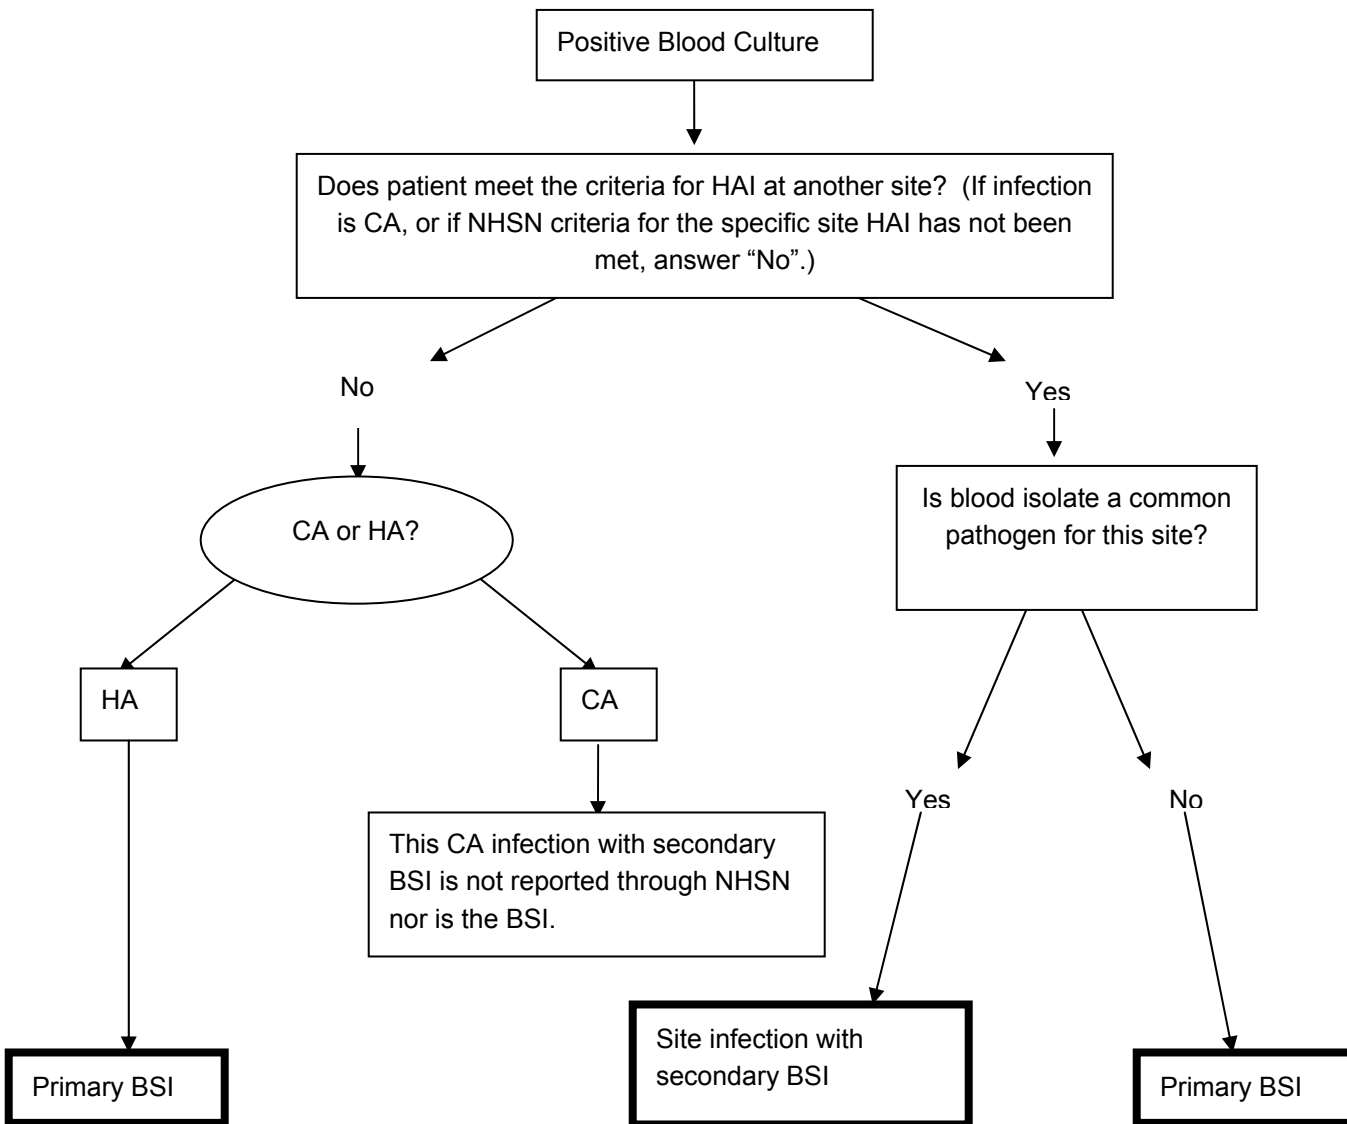 Positive Blood Culture
Does patient meet the criteria for HAI at another site?  (If infection
is CA, or if NHSN criteria for the specific site HAI has not been
met, answer “No”.)
No
Yes
CA or HA?
Is blood isolate a common
pathogen for this site?
HA
CA
Yes
No
This CA infection with secondary
BSI is not reported through NHSN
nor is the BSI.
Site infection with
secondary BSI
Primary BSI
Primary BSI